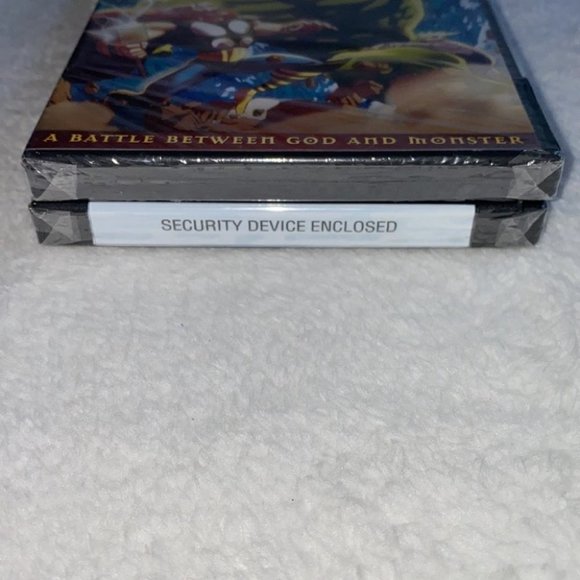 A BATTLE BETWEEN GOD AND MONSTER
SECURITY DEVICE ENCLOSED